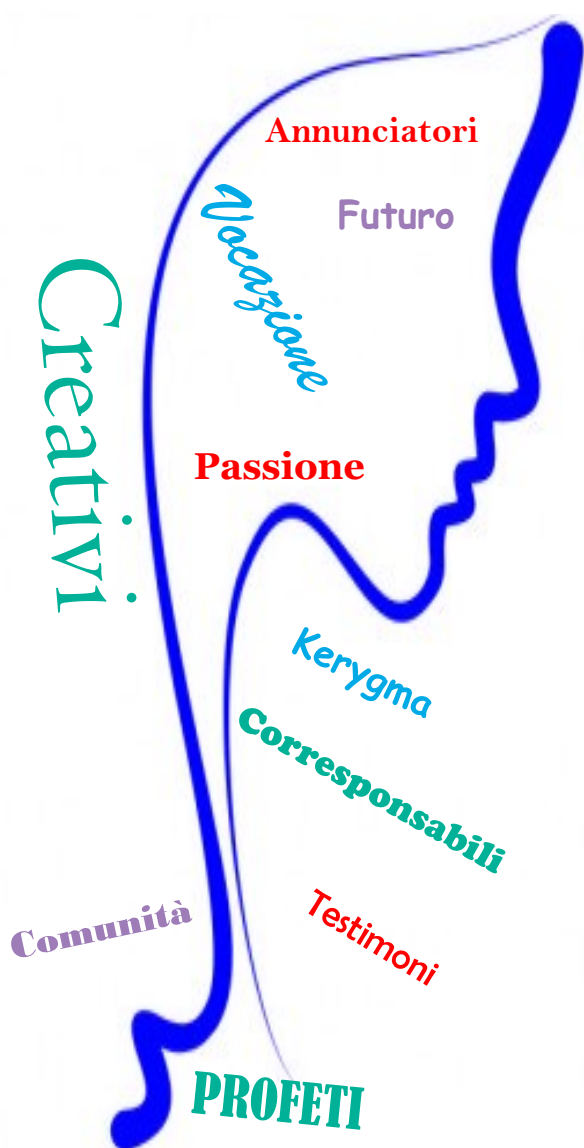 Annunciatori
Futuro
Vocazione
Creativi
Passione
Kerygma
Corresponsabili
Comunità
Testimoni
PROFETI